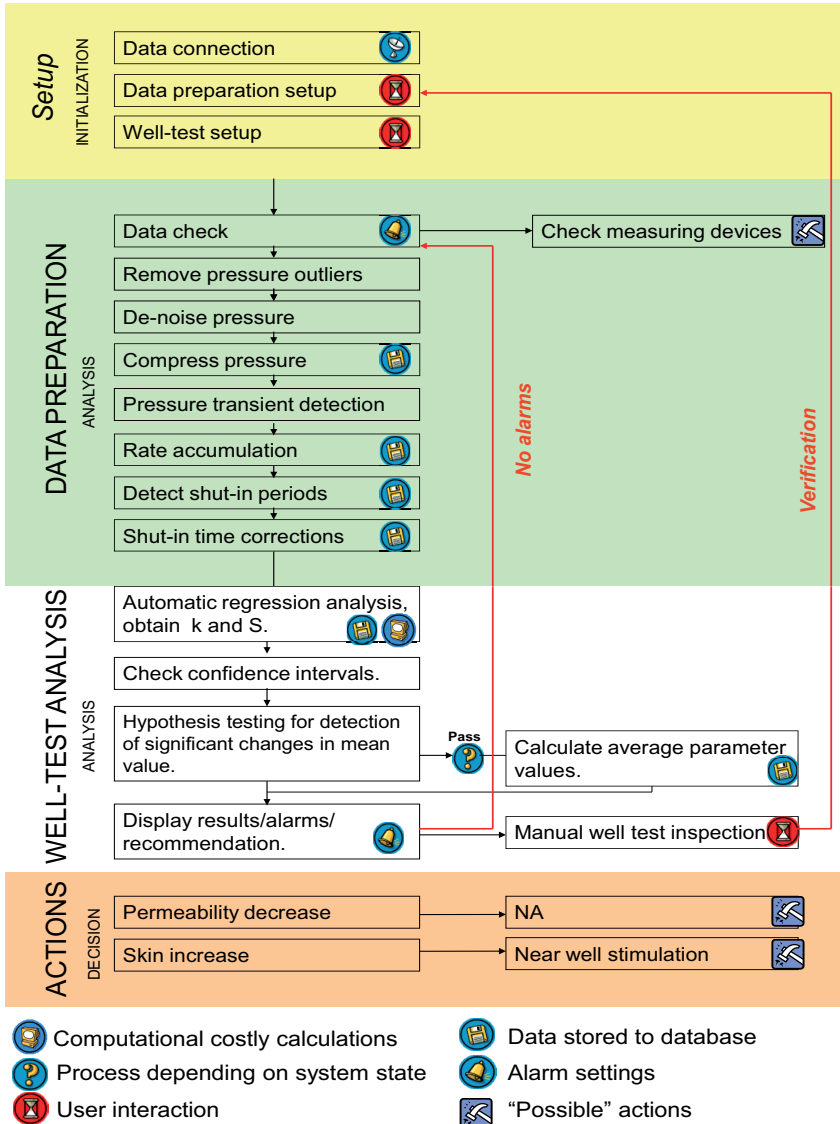 Setup
INITIALIZATION
Data connection
Data preparation setup
Well-test setup
DATA PREPARATION
ANALYSIS
Data check
Check measuring devices
Remove pressure outliers
De-noise pressure
Compress pressure
Pressure transient detection
Rate accumulation
Detect shut-in periods
Shut-in time corrections
No alarms
Verification
WELL-TEST ANALYSIS
ANALYSIS
Automatic regression analysis,
obtain k and S.
Check confidence intervals.
Hypothesis testing for detection
of significant changes in mean
value.
Pass
?
Calculate average parameter
values.
Display results/alarms/
recommendation.
Manual well test inspection
ACTIONS
DECISION
Permeability decrease
NA
Skin increase
Near well stimulation
Computational costly calculations
Data stored to database
? Process depending on system state
Alarm settings
User interaction
“Possible” actions